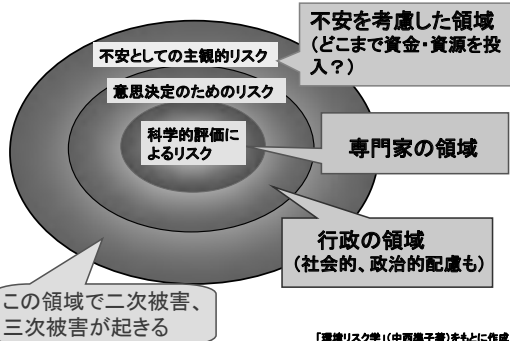 不安を考慮した領域
(どこまで資金・資源を投
入?)
不安としての主観的リスク
意思決定のためのリスク
科学的評価に
よるリスク
専門家の領域
行政の領域
(社会的、政治的配慮も)
この領域で二次被害、
三次被害が起きる
「環境リスク学」(中西準子著)をもとに作成